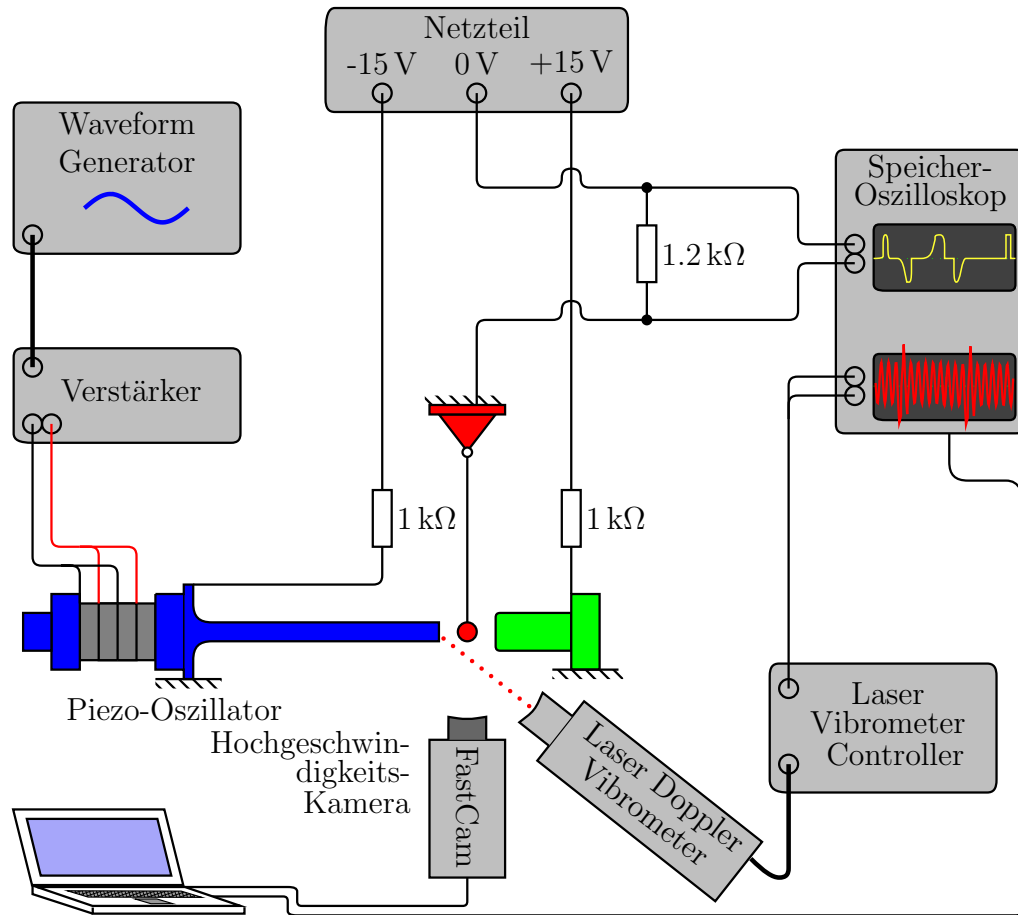 Netzteil
-15 V 0 V +15 V
Waveform
Generator
Speicher-
Oszilloskop
1.2 kΩ
Verstärker
1 kΩ
1 kΩ
Piezo-Oszillator
Hochgeschwin-
digkeits-
Kamera
FastCam
Laser Doppler
Vibrometer
Laser
Vibrometer
Controller